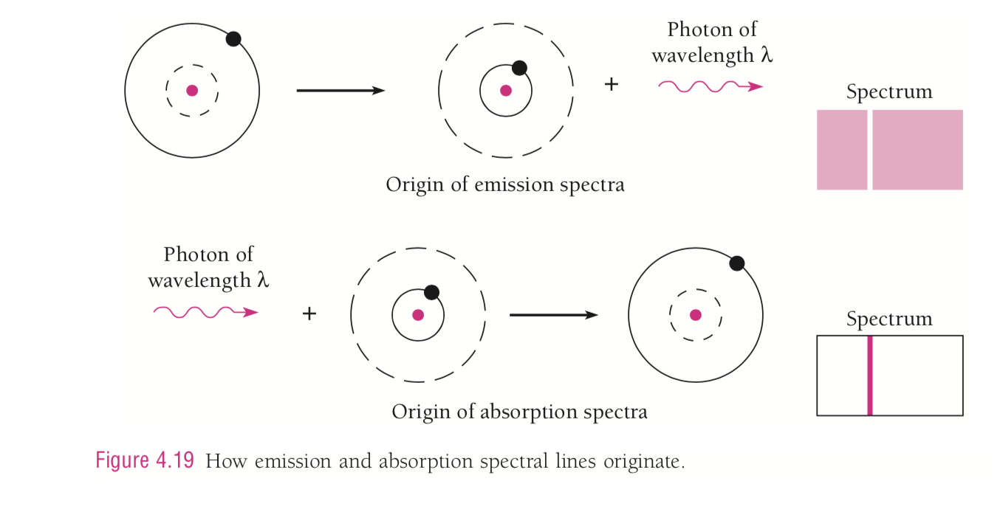 Photon of
wavelength λ
+
Spectrum
Origin of emission spectra
Photon of
wavelength λ
+
Spectrum
Origin of absorption spectra
Figure 4.19 How emission and absorption spectral lines originate.